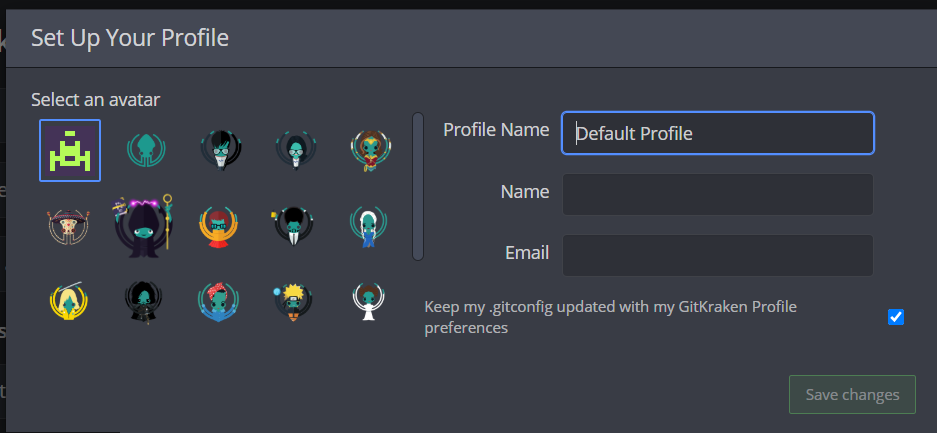 Set Up Your Profile
Select an avatar
Profile Name
Default Profile
Name
Email
Keep my .gitconfig updated with my GitKraken Profile
preferences
Save changes